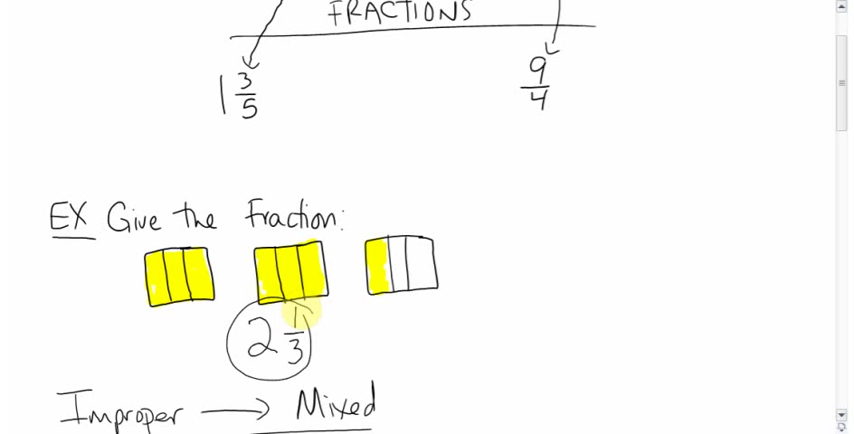 FRACTIONS
1 3/5
9/4
EX Give the Fraction:
2 1/3
Improper → Mixed